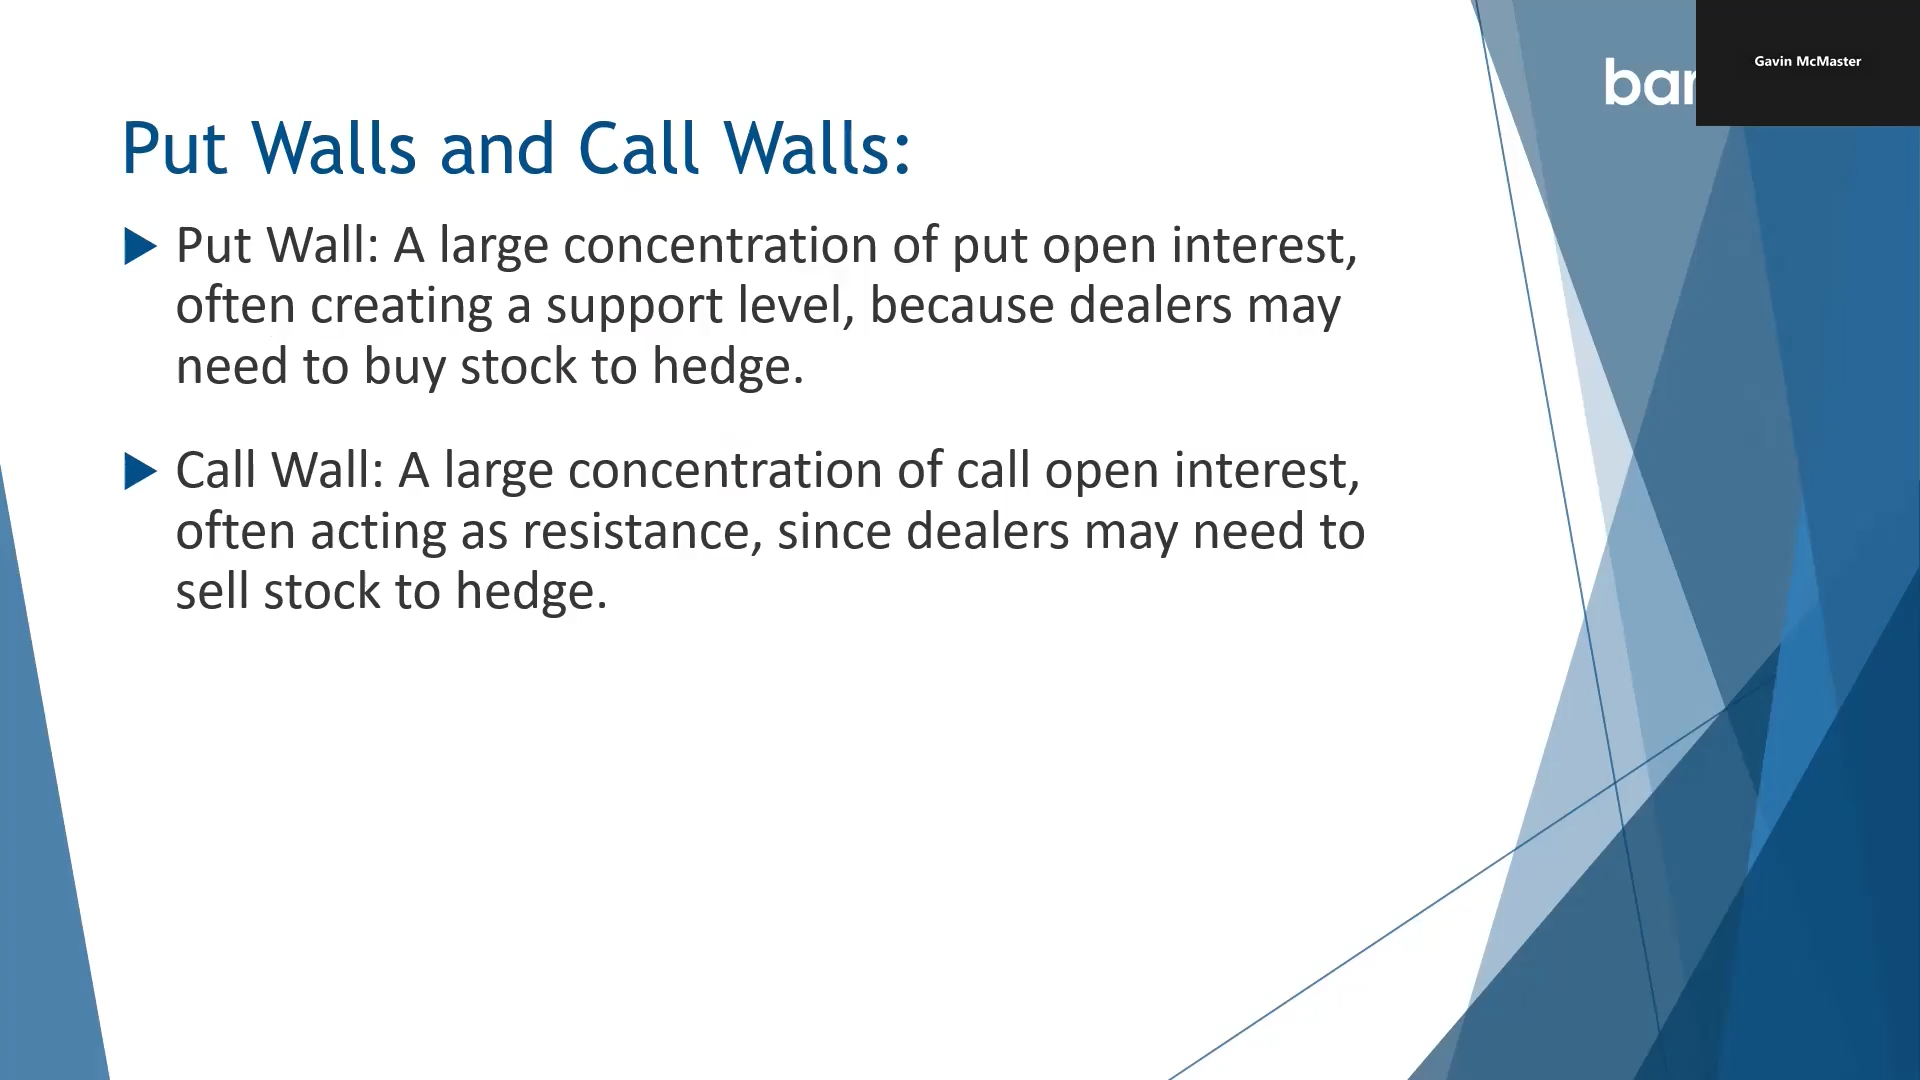 bar
Gavin McMaster
Put Walls and Call Walls:
Put Wall: A large concentration of put open interest,
often creating a support level, because dealers may
need to buy stock to hedge.
Call Wall: A large concentration of call open interest,
often acting as resistance, since dealers may need to
sell stock to hedge.